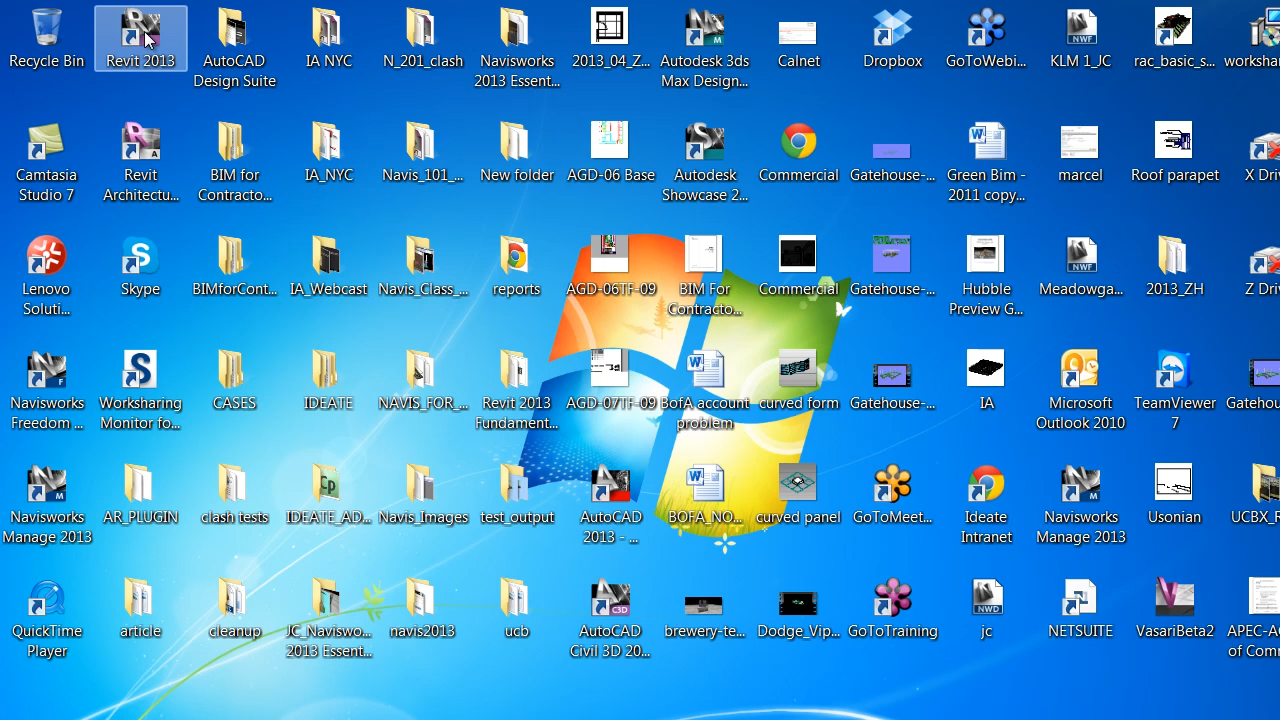 Recycle Bin
Revit 2013
AutoCAD
Design Suite
IA NYC
N_201_clash
Navisworks
2013 Essent...
2013_04_Z...
Autodesk 3ds
Max Design...
Calnet
Dropbox
GoToWebi...
NWF
KLM 1_JC
rac_basic_s...
workshar
Camtasia
Studio 7
Revit
Architectu...
BIM for
Contracto...
IA_NYC
Navis_101_...
New folder
AGD-06 Base
Autodesk
Showcase 2...
Commercial
Gatehouse-...
Green Bim -
2011 copy...
marcel
Roof parapet
X Driv
Lenovo
Soluti...
Skype
BIMforCont...
IA_Webcast
Navis_Class_...
reports
AGD-06TF-09
BIM For
Contracto...
Commercial
Gatehouse-...
Hubble
Preview G...
NWF
Meadowga...
2013_ZH
Z Driv
Navisworks
Freedom ...
Worksharing
Monitor fo...
CASES
IDEATE
NAVIS_FOR_...
Revit 2013
Fundament...
AGD-07TF-09
BofA account
problem
curved form
Gatehouse-...
IA
Microsoft
Outlook 2010
TeamViewer
7
Gatehou
Navisworks
Manage 2013
AR_PLUGIN
clash tests
IDEATE_AD...
Navis_Images
test_output
AutoCAD
2013 - ...
BOFA_NO...
curved panel
GoToMeet...
Ideate
Intranet
Navisworks
Manage 2013
Usonian
UCBX_R
QuickTime
Player
article
cleanup
JC_Naviswo...
2013 Essent...
navis2013
ucb
C3D
AutoCAD
Civil 3D 20...
brewery-te...
Dodge_Vip...
GoToTraining
NWD
jc
NETSUITE
VasariBeta2
APEC-AC
of Comm